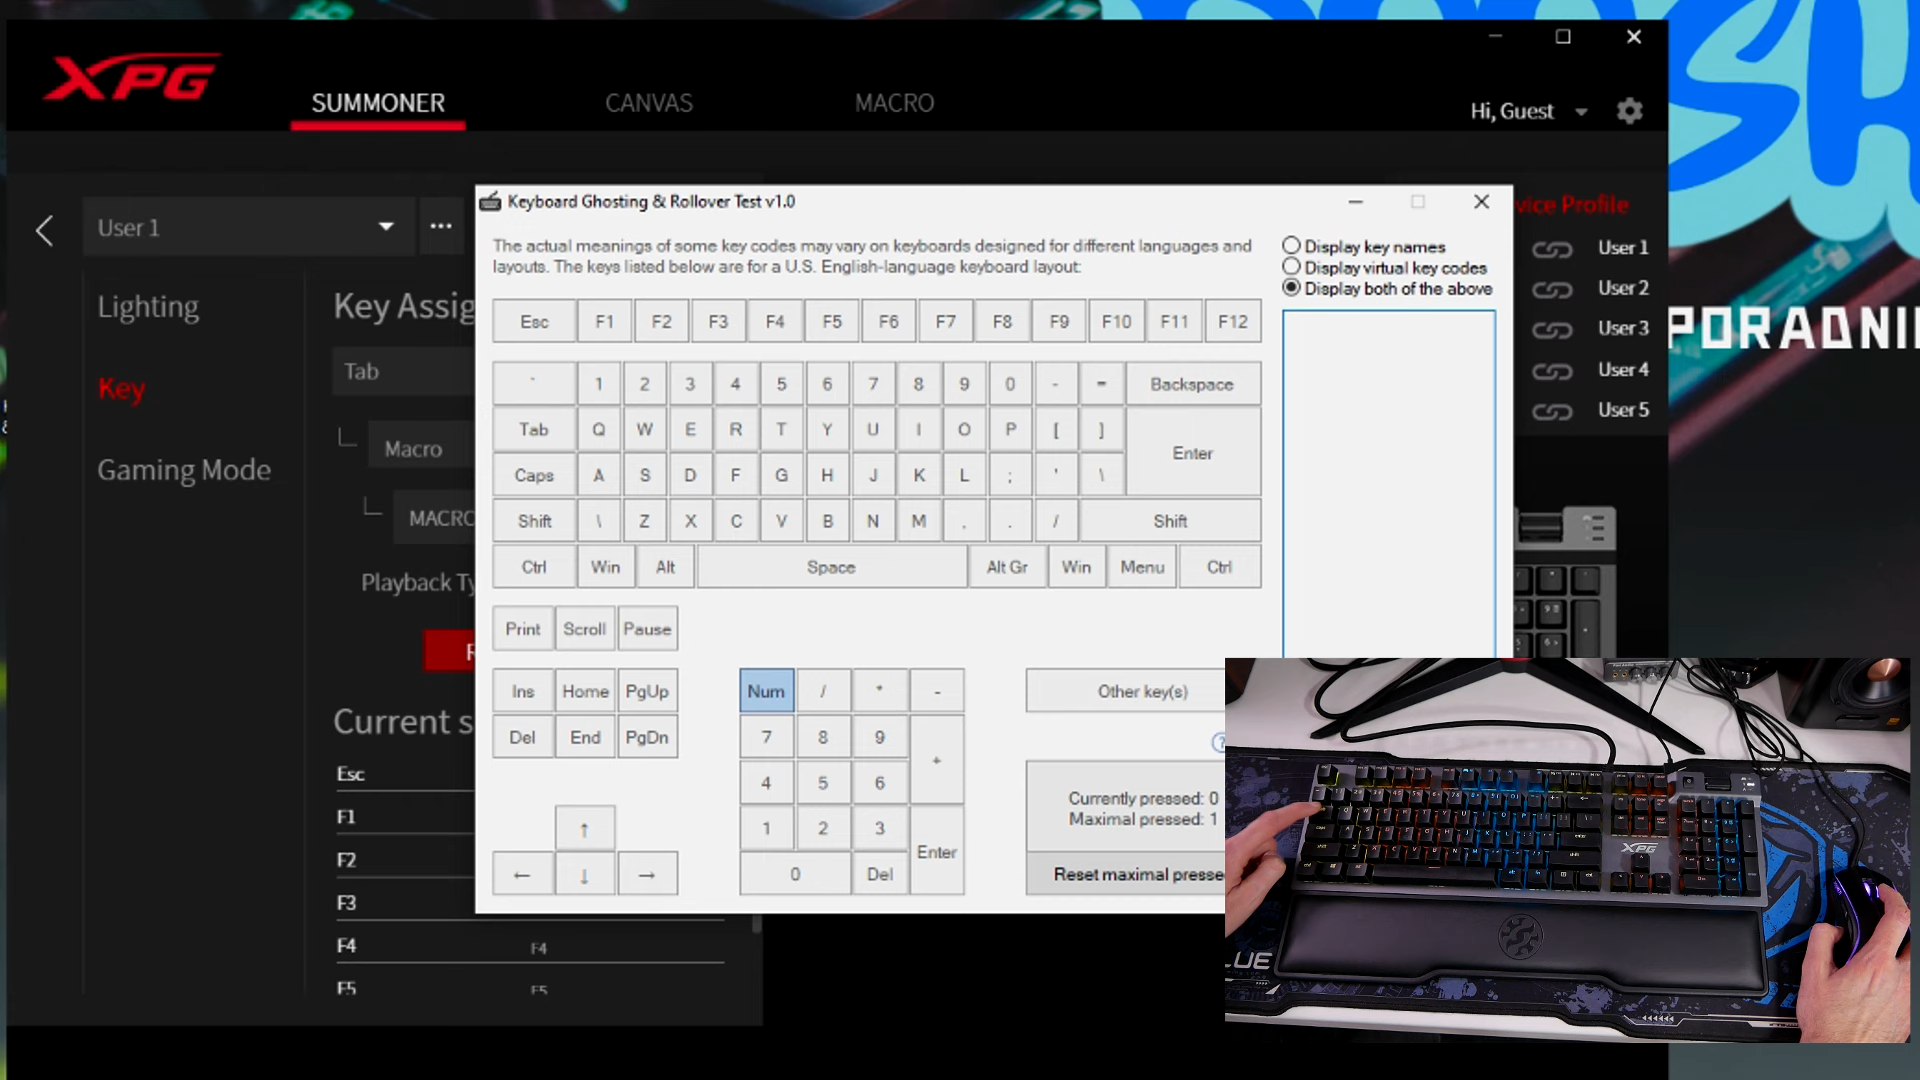 XPG
SUMMONER
CANVAS
MACRO
Hi, Guest
User 1
Lighting
Key
Gaming Mode
Key Assig
Tab
Macro
MACRO
Playback Ty
Current s
Esc
F1
F2
F3
F4 F4
F5 F5
Keyboard Ghosting & Rollover Test v1.0
The actual meanings of some key codes may vary on keyboards designed for different languages and
layouts. The keys listed below are for a U.S. English-language keyboard layout:
Display key names
Display virtual key codes
Display both of the above
Esc F1 F2 F3 F4 F5 F6 F7 F8 F9 F10 F11 F12
` 1 2 3 4 5 6 7 8 9 0 - = Backspace
Tab Q W E R T Y U I O P [ ]
Enter
Caps A S D F G H J K L ; ' \
Shift \ Z X C V B N M , . / Shift
Ctrl Win Alt Space Alt Gr Win Menu Ctrl
Print Scroll Pause
Ins Home PgUp
Del End PgDn
↑
← ↓ →
Num / * -
7 8 9
+
4 5 6
1 2 3
Enter
0 Del
Other key(s)
Currently pressed: 0
Maximal pressed: 1
Reset maximal presse
vice Profile
User 1
User 2
User 3
User 4
User 5
PORADNI
XPG
LUE